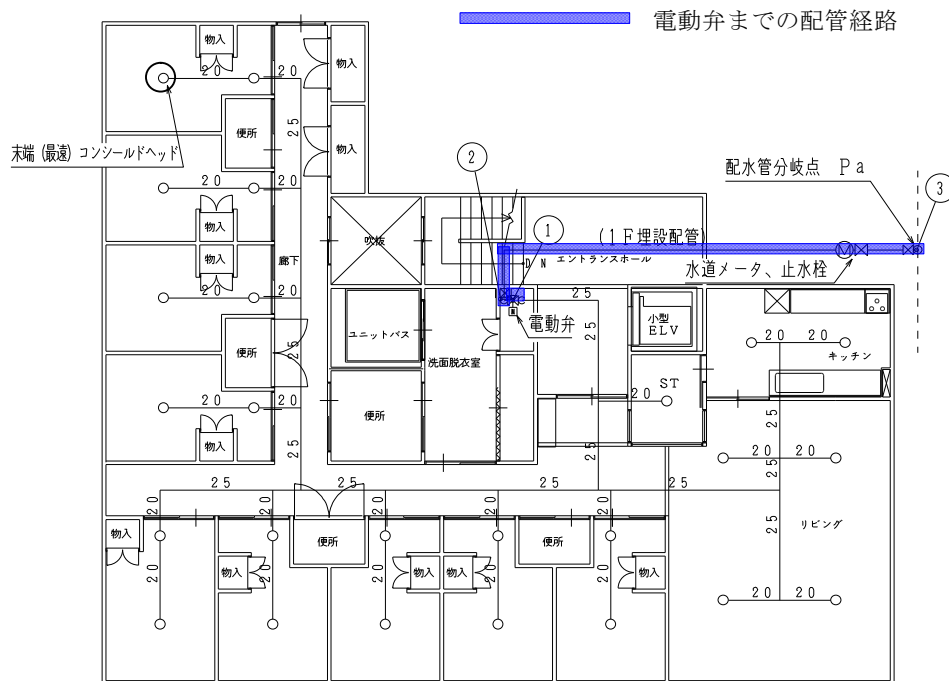 電動弁までの配管経路
物入
20
20
物入
25
便所
末端 (最遠) コンシールドヘッド
物入
2
配水管分岐点 Pa
3
20
20
物入
1
吹抜
(1F埋設配管)
物入
廊下
DN
エントランスホール
水道メータ、止水栓
20
20
25
小型
ELV
電動弁
25
ユニットバス
20
20
便所
25
洗面脱衣室
キッチン
ST
20
便所
20
20
25
物入
25
25
20
20
25
25
25
25
25
20
20
20
20
20
25
リビング
物入
便所
便所
20
20
20
20
20
物入
物入
物入
物入
20
20